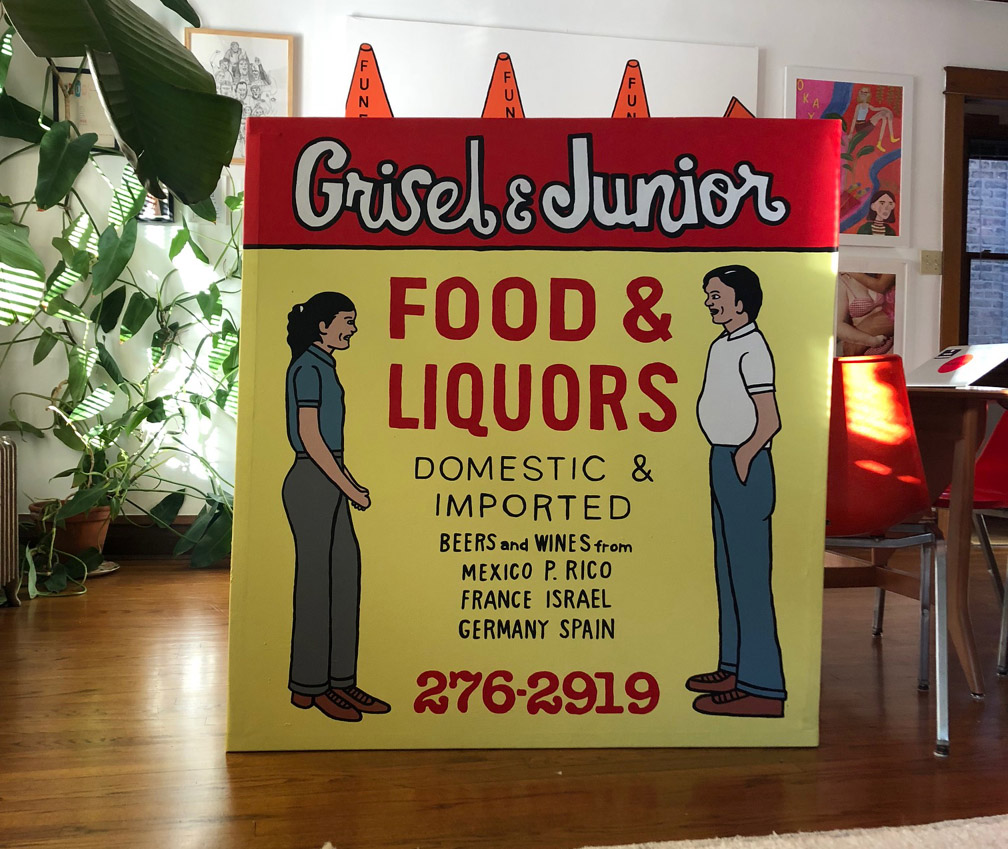 FUN
FUN
FUN
OKAY
Grisel & Junior
FOOD &
LIQUORS
DOMESTIC &
IMPORTED
BEERS and WINES from
MEXICO P. RICO
FRANCE ISRAEL
GERMANY SPAIN
276-2919